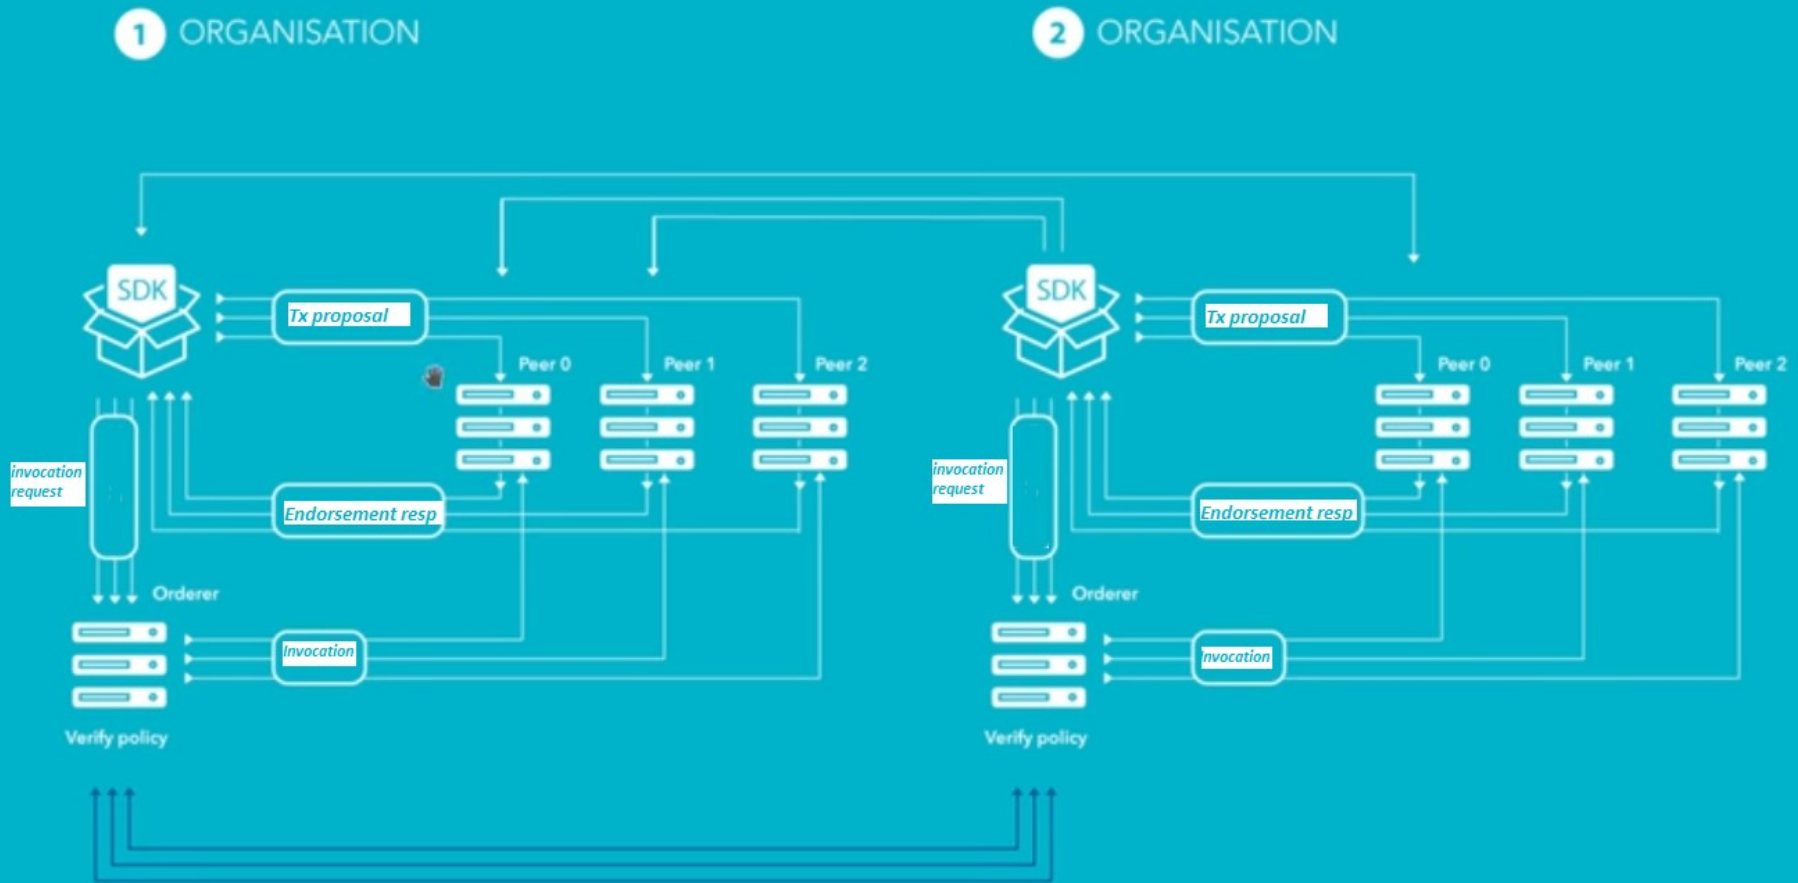 1 ORGANISATION
2 ORGANISATION
SDK
Tx proposal
Peer 0
Peer 1
Peer 2
invocation
request
Endorsement resp
Orderer
Invocation
Verify policy
SDK
Tx proposal
Peer 0
Peer 1
Peer 2
invocation
request
Endorsement resp
Orderer
Invocation
Verify policy